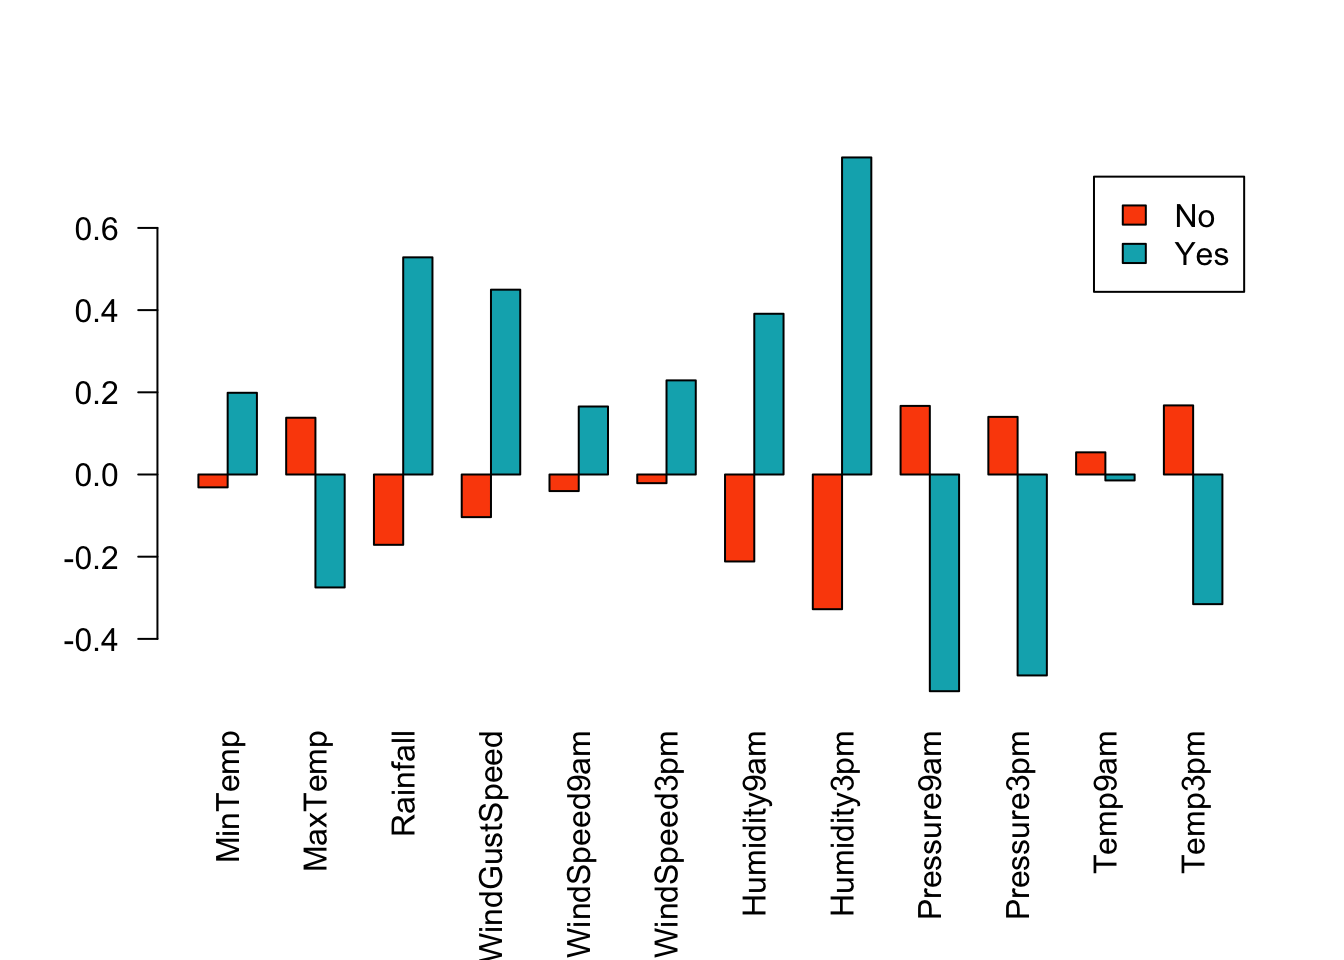 0.6
0.4
0.2
0.0
-0.2
-0.4
No
Yes
MinTemp
MaxTemp
Rainfall
WindGustSpeed
WindSpeed9am
WindSpeed3pm
Humidity9am
Humidity3pm
Pressure9am
Pressure3pm
Temp9am
Temp3pm